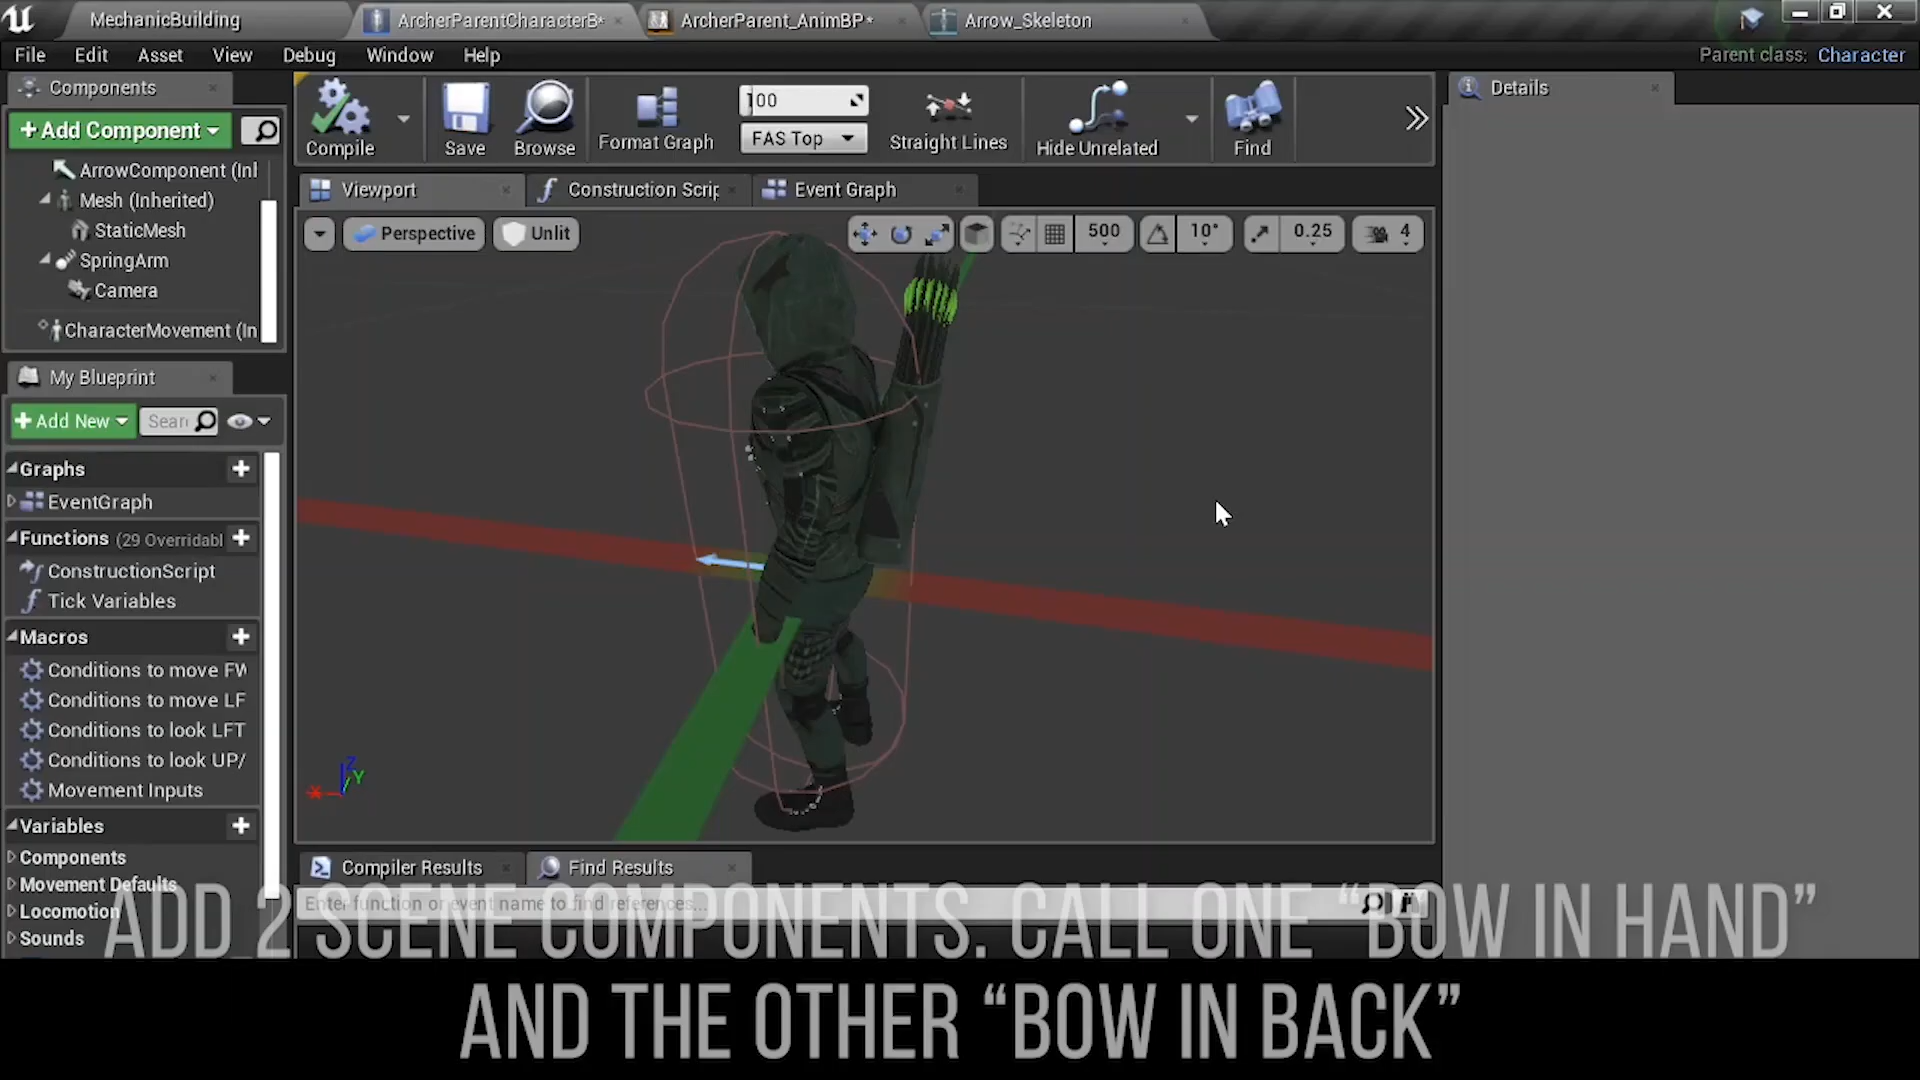 MechanicBuilding
ArcherParentCharacterB*
ArcherParent_AnimBP*
Arrow_Skeleton
File Edit Asset View Debug Window Help
Parent class: Character
Components
+Add Component
ArrowComponent (Inl
Mesh (Inherited)
StaticMesh
SpringArm
Camera
CharacterMovement (In
My Blueprint
+Add New
Sear
Graphs
EventGraph
Functions (29 Overridabl
ConstructionScript
Tick Variables
Macros
Conditions to move FW
Conditions to move LF
Conditions to look LFT
Conditions to look UP/
Movement Inputs
Variables
Components
Movement Defaults
Locomotion
Sounds
Compile
Save
Browse
Format Graph
100
FAS Top
Straight Lines
Hide Unrelated
Find
Viewport
Construction Scrip
Event Graph
Perspective
Unlit
500
10°
0.25
4
X
Z
Y
Compiler Results
Find Results
Enter function or event name to find references...
Details
ADD 2 SCENE COMPONENTS. CALL ONE “BOW IN HAND”
AND THE OTHER “BOW IN BACK”